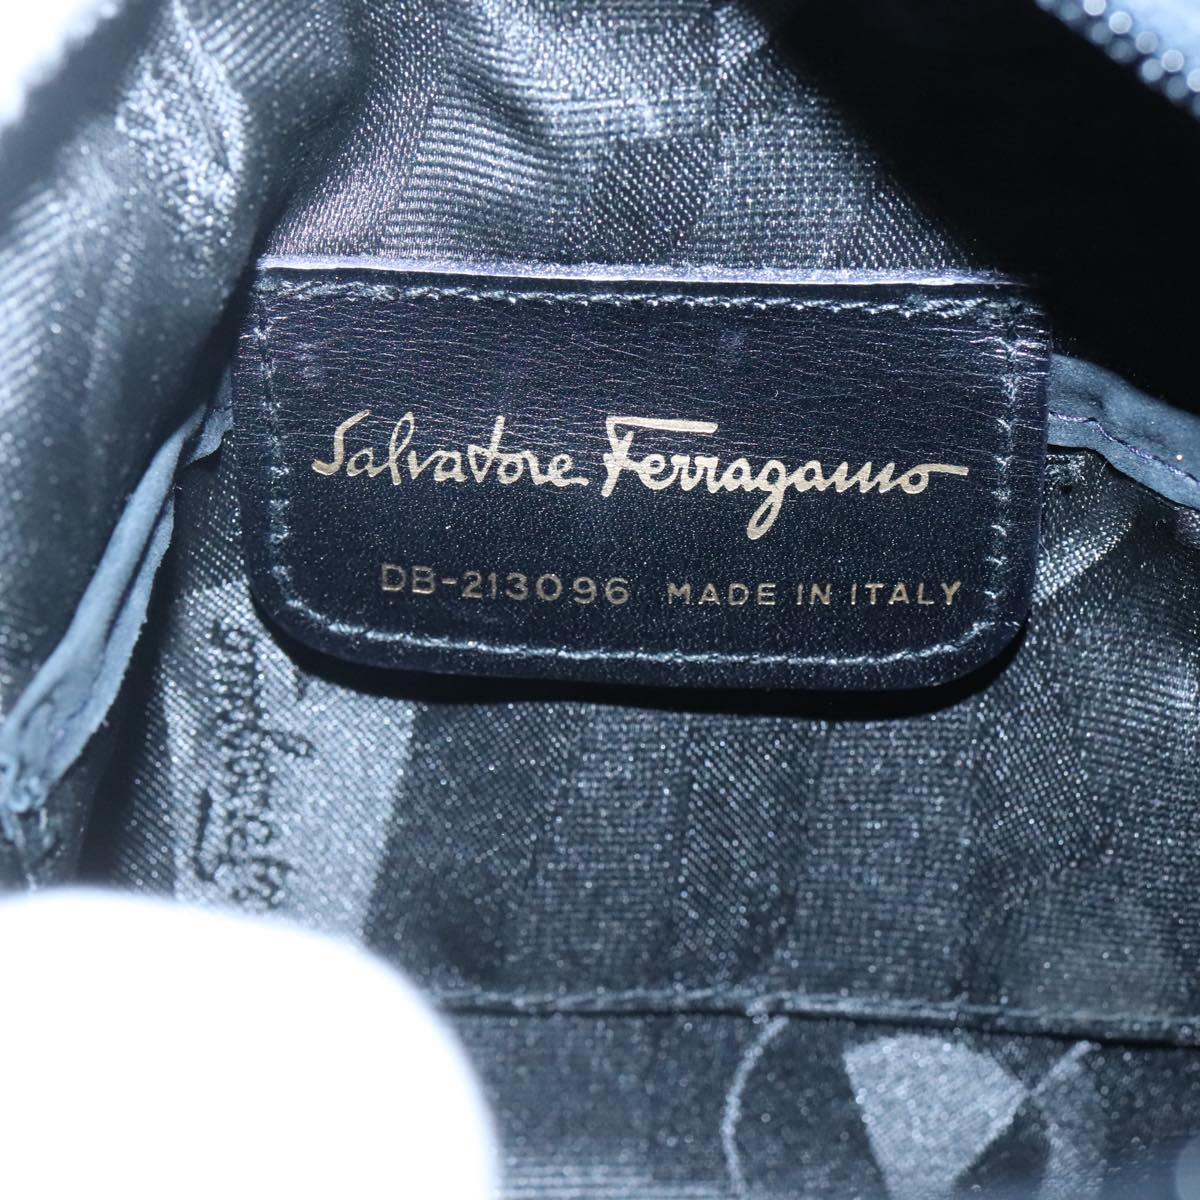 Salvatore Ferragamo
DB-213096 MADE IN ITALY